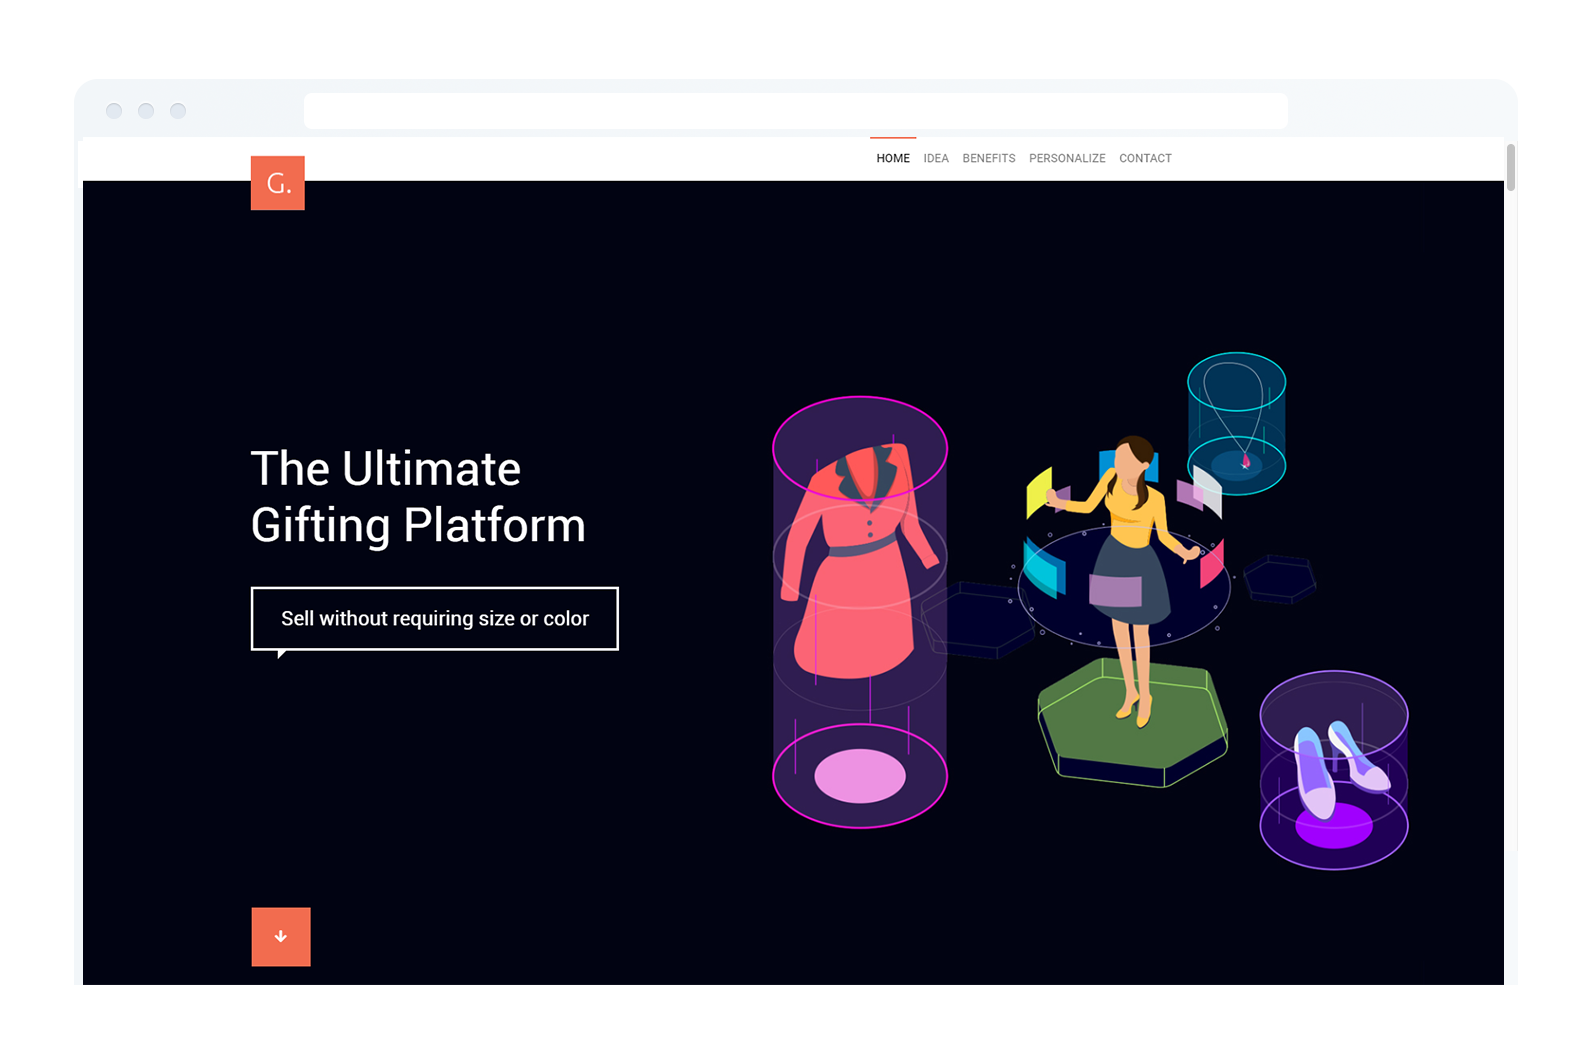 G.
HOME IDEA BENEFITS PERSONALIZE CONTACT
The Ultimate
Gifting Platform
Sell without requiring size or color